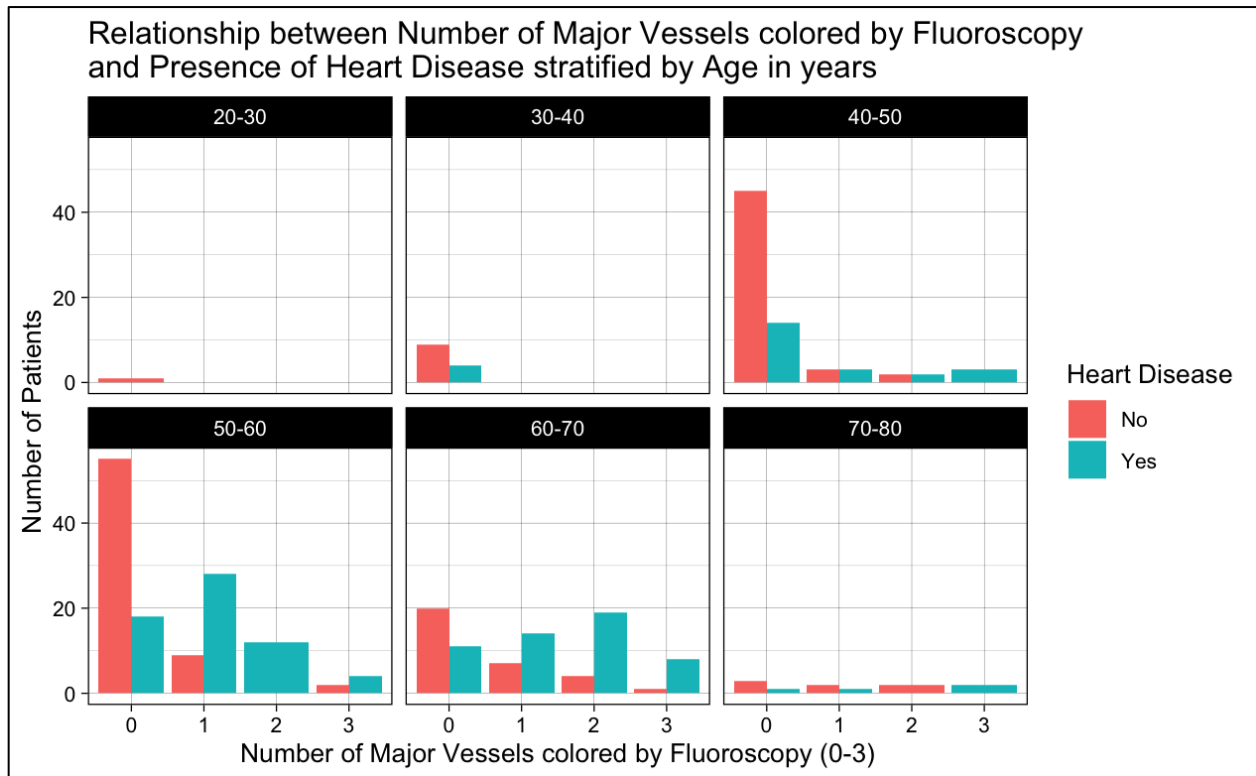 Relationship between Number of Major Vessels colored by Fluoroscopy
and Presence of Heart Disease stratified by Age in years
20-30
30-40
40-50
40
20
0
50-60
60-70
70-80
40
20
0
0 1 2 3
0 1 2 3
0 1 2 3
Number of Patients
Number of Major Vessels colored by Fluoroscopy (0-3)
Heart Disease
No
Yes